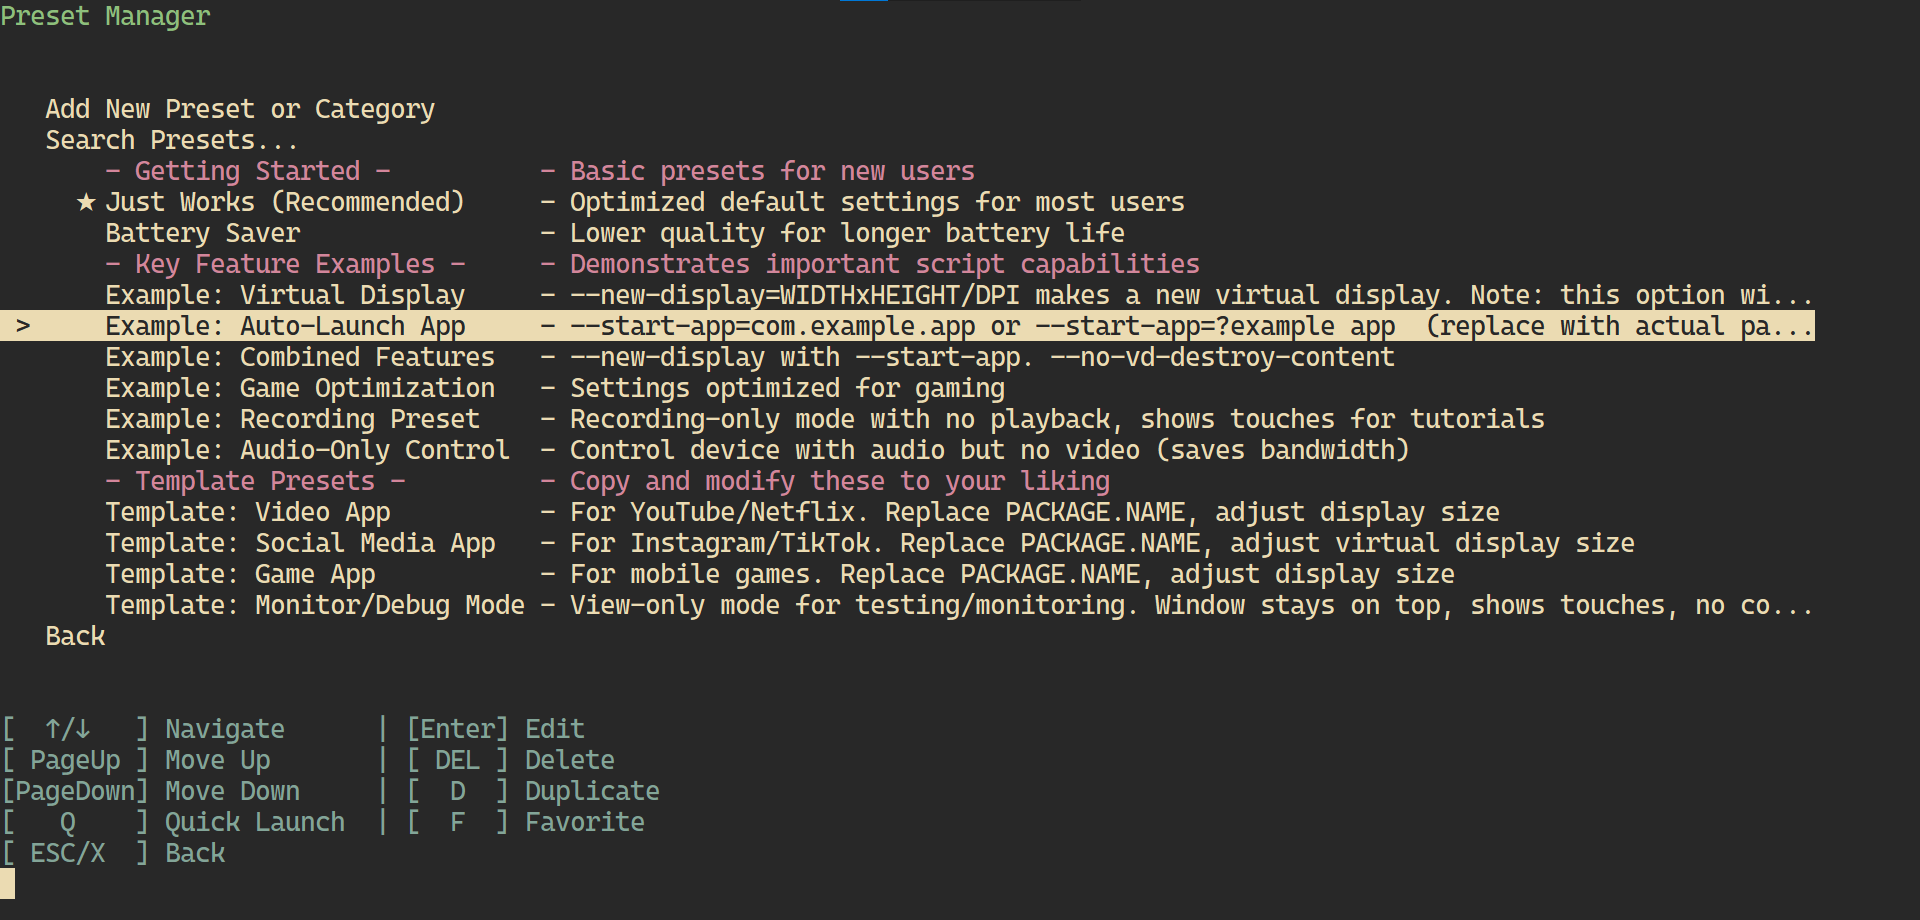 Preset Manager
Add New Preset or Category
Search Presets...
- Getting Started - - Basic presets for new users
★ Just Works (Recommended) - Optimized default settings for most users
Battery Saver - Lower quality for longer battery life
- Key Feature Examples - - Demonstrates important script capabilities
Example: Virtual Display - --new-display=WIDTHxHEIGHT/DPI makes a new virtual display. Note: this option wi...
> Example: Auto-Launch App - --start-app=com.example.app or --start-app=?example app (replace with actual pa...
Example: Combined Features - --new-display with --start-app. --no-vd-destroy-content
Example: Game Optimization - Settings optimized for gaming
Example: Recording Preset - Recording-only mode with no playback, shows touches for tutorials
Example: Audio-Only Control - Control device with audio but no video (saves bandwidth)
- Template Presets - - Copy and modify these to your liking
Template: Video App - For YouTube/Netflix. Replace PACKAGE.NAME, adjust display size
Template: Social Media App - For Instagram/TikTok. Replace PACKAGE.NAME, adjust virtual display size
Template: Game App - For mobile games. Replace PACKAGE.NAME, adjust display size
Template: Monitor/Debug Mode - View-only mode for testing/monitoring. Window stays on top, shows touches, no co...
Back
[ ↑/↓ ] Navigate | [Enter] Edit
[ PageUp ] Move Up | [ DEL ] Delete
[PageDown] Move Down | [ D ] Duplicate
[ Q ] Quick Launch | [ F ] Favorite
[ ESC/X ] Back